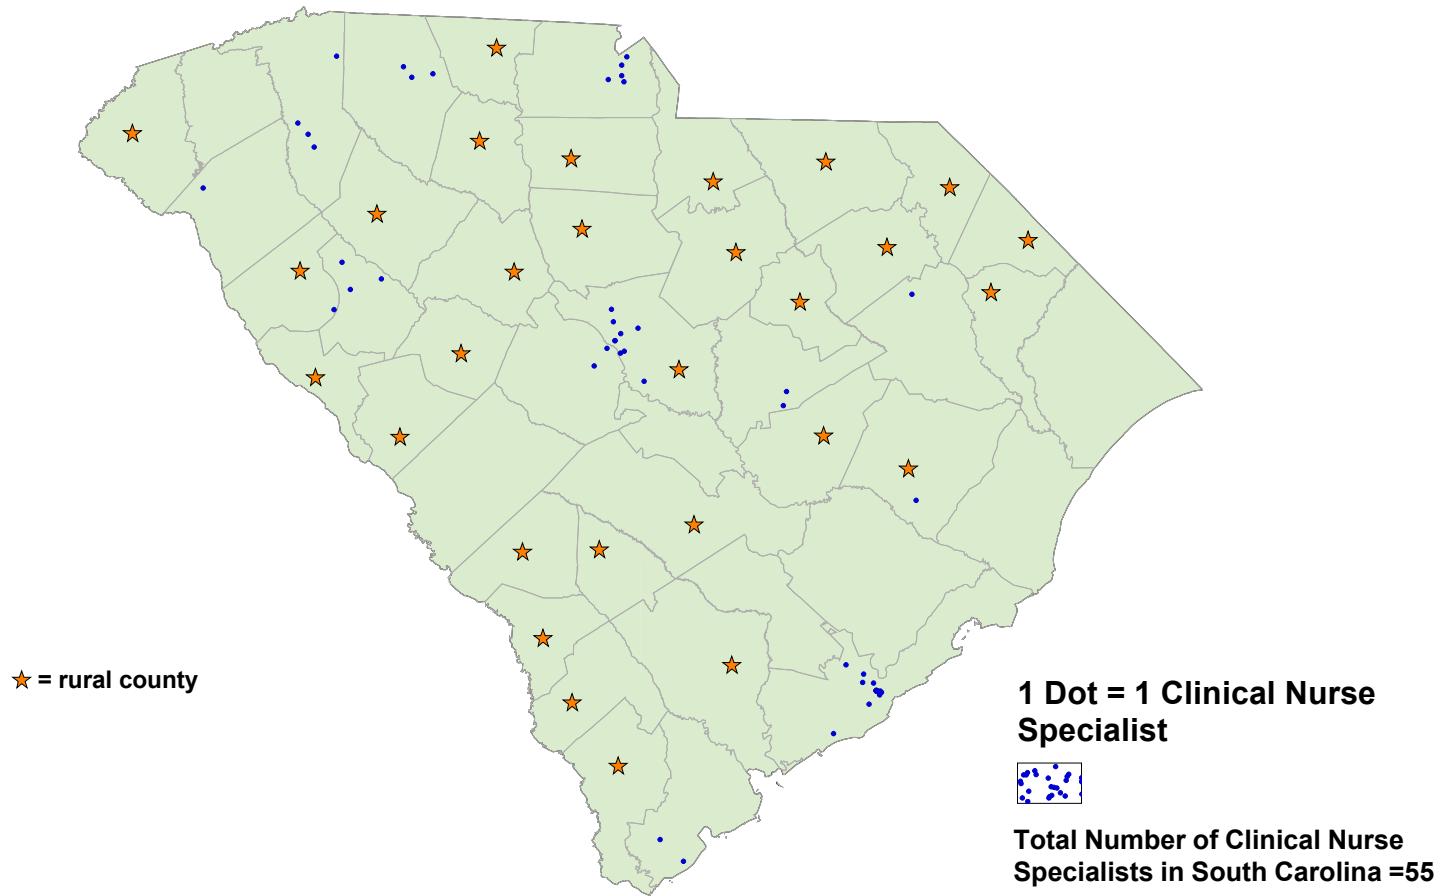 = rural county
1 Dot = 1 Clinical Nurse
Specialist
Total Number of Clinical Nurse
Specialists in South Carolina =55